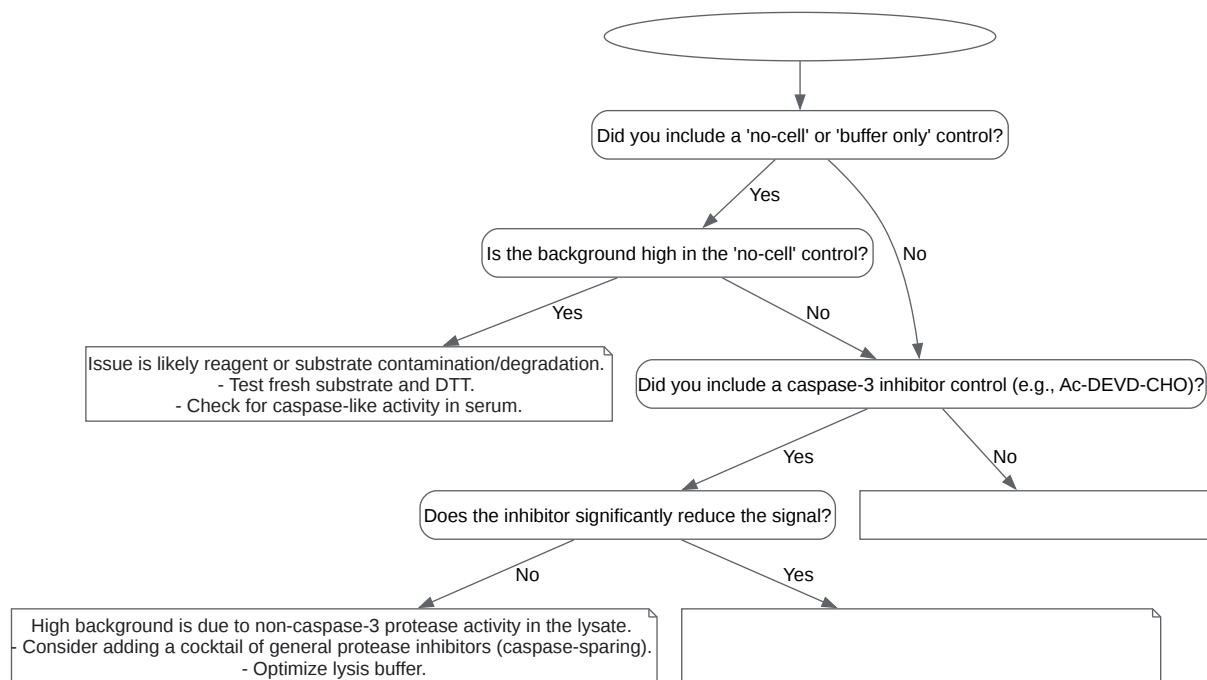 Did you include a 'no-cell' or 'buffer only' control?
Yes
Is the background high in the 'no-cell' control?
No
Yes
No
Issue is likely reagent or substrate contamination/degradation.
- Test fresh substrate and DTT.
- Check for caspase-like activity in serum.
Did you include a caspase-3 inhibitor control (e.g., Ac-DEVD-CHO)?
Yes
No
Does the inhibitor significantly reduce the signal?
No
Yes
High background is due to non-caspase-3 protease activity in the lysate.
- Consider adding a cocktail of general protease inhibitors (caspase-sparing).
- Optimize lysis buffer.